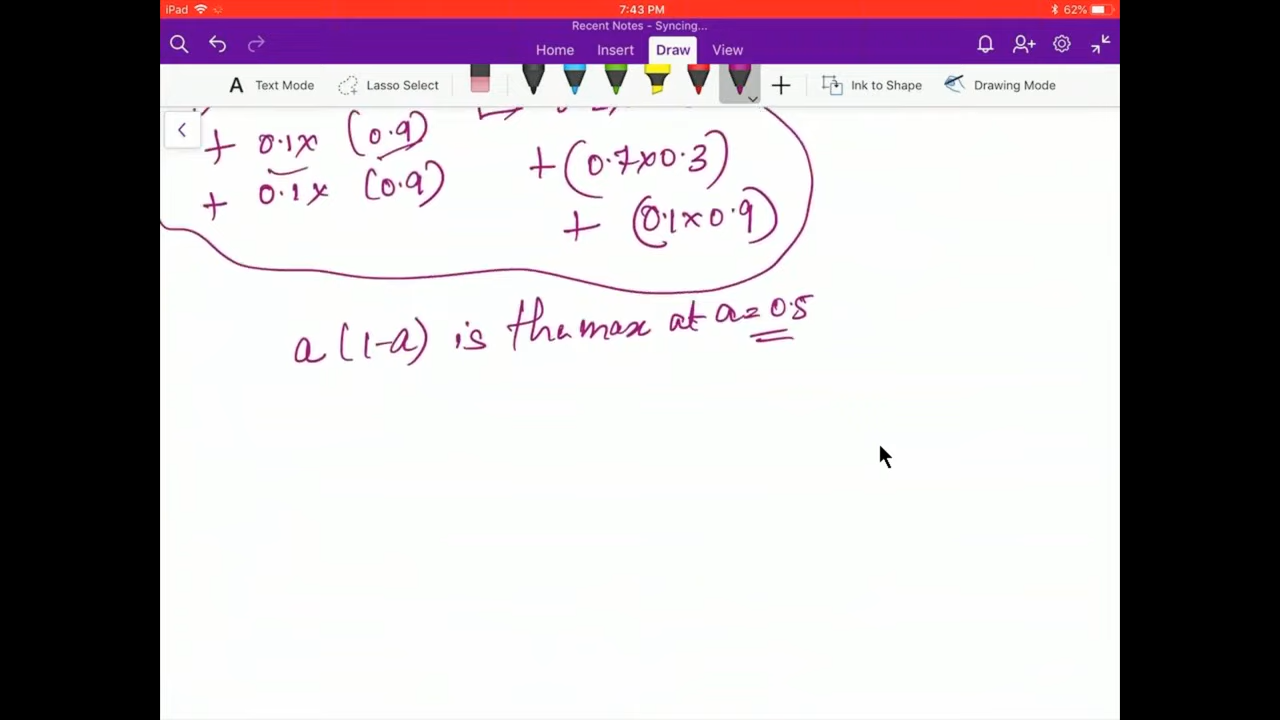 iPad 7:43 PM 62%
Recent Notes - Syncing...
Home Insert Draw View
A Text Mode Lasso Select Ink to Shape Drawing Mode
+ 0.1x (0.9)
+ 0.1x (0.9)
+ (0.7x0.3)
+ (0.1x0.9)
a (1-a) is the max at a=0.5